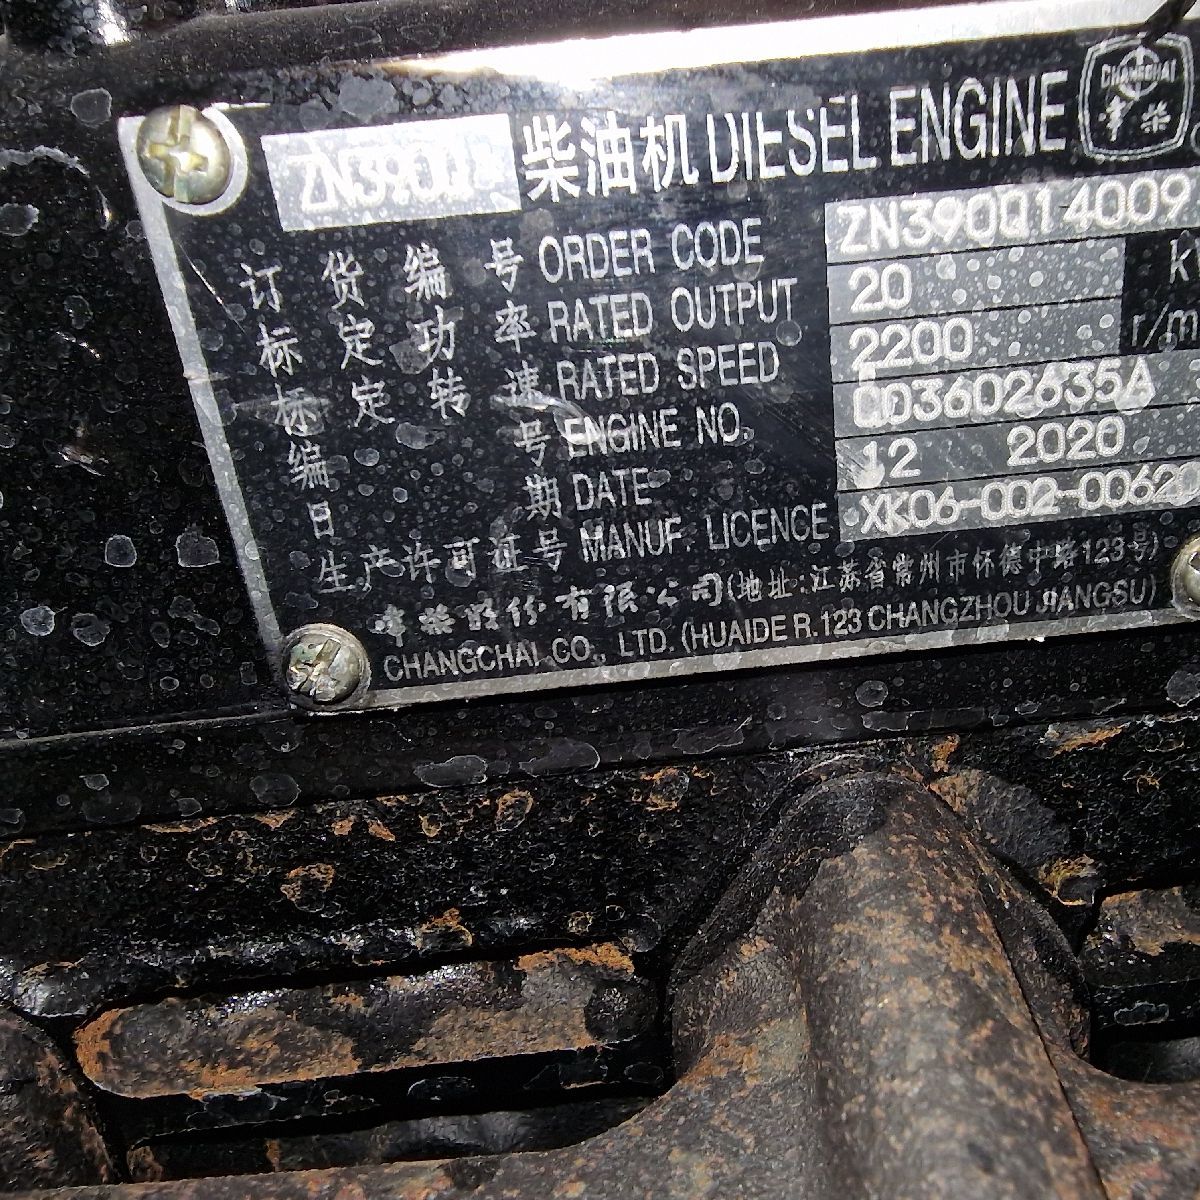 ZN390Q 柴油机 DIESEL ENGINE CHANGCHAI 常柴
订货编号 ORDER CODE ZN390Q14009
标定功率 RATED OUTPUT 20
标定转速 RATED SPEED 2200 r/m
编号 ENGINE NO. Q03602635A
日期 DATE 12 2020
生产许可证号 MANUF. LICENCE XK06-002-00620
常柴股份有限公司(地址:江苏省常州市怀德中路123号)
CHANGCHAI CO., LTD. (HUAIDE R.123 CHANGZHOU JIANGSU)